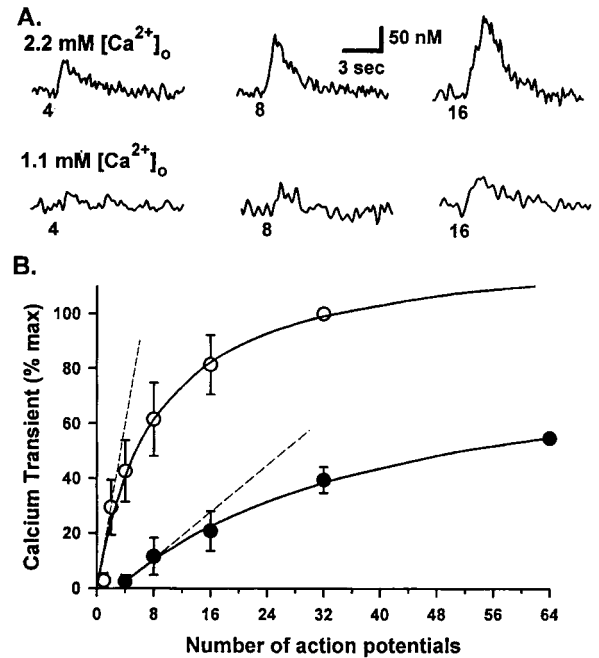 A.
2.2 mM [Ca2+]o
50 nM
3 sec
4
8
16
1.1 mM [Ca2+]o
4
8
16
B.
Calcium Transient (% max)
100
80
60
40
20
0
0 8 16 24 32 40 48 56 64
Number of action potentials